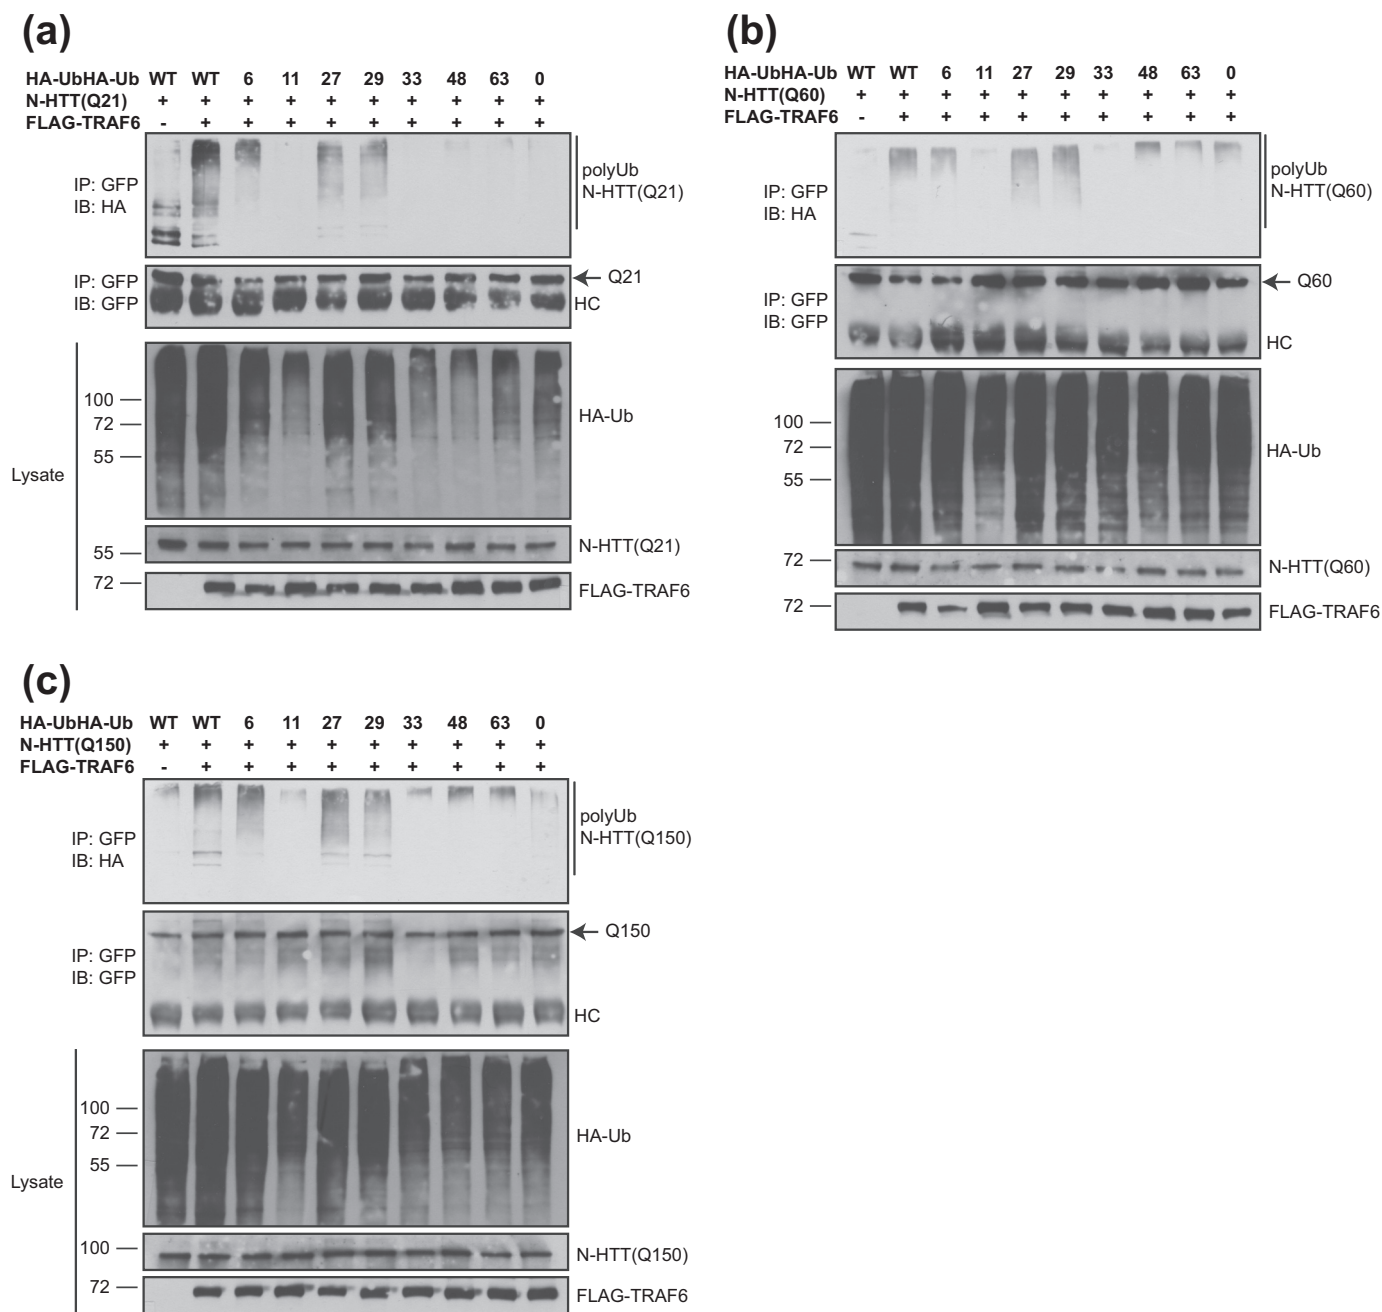 (a)
HA-UbHA-Ub WT WT 6 11 27 29 33 48 63 0
N-HTT(Q21) + + + + + + + + + +
FLAG-TRAF6 - + + + + + + + + +
IP: GFP
IB: HA
polyUb
N-HTT(Q21)
IP: GFP
IB: GFP
Q21
HC
Lysate
100
72
55
HA-Ub
55
N-HTT(Q21)
72
FLAG-TRAF6
(b)
HA-UbHA-Ub WT WT 6 11 27 29 33 48 63 0
N-HTT(Q60) + + + + + + + + + +
FLAG-TRAF6 - + + + + + + + + +
IP: GFP
IB: HA
polyUb
N-HTT(Q60)
IP: GFP
IB: GFP
Q60
HC
100
72
55
HA-Ub
72
N-HTT(Q60)
72
FLAG-TRAF6
(c)
HA-UbHA-Ub WT WT 6 11 27 29 33 48 63 0
N-HTT(Q150) + + + + + + + + + +
FLAG-TRAF6 - + + + + + + + + +
IP: GFP
IB: HA
polyUb
N-HTT(Q150)
IP: GFP
IB: GFP
Q150
HC
Lysate
100
72
55
HA-Ub
100
N-HTT(Q150)
72
FLAG-TRAF6